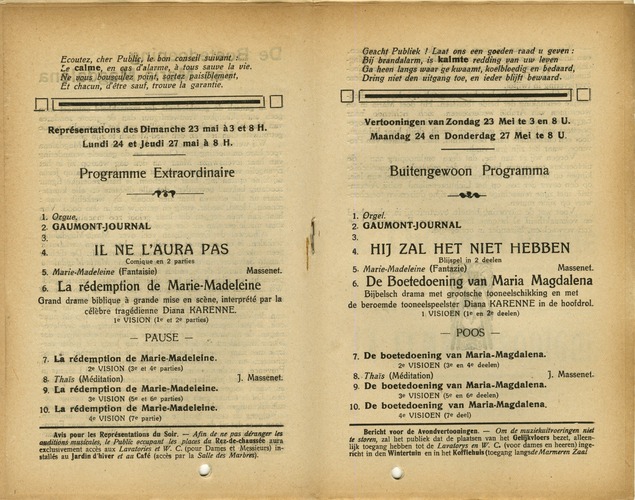 Ecoutez, cher Public, le bon conseil suivant.
Le calme, en cas d'alarme, à tous sauve la vie.
Ne vous bousculez point, sortez paisiblement,
Et chacun, d'être sauf, trouve la garantie.
Représentations des Dimanche 23 mai à 3 et 8 H.
Lundi 24 et Jeudi 27 mai à 8 H.
Programme Extraordinaire
1. Orgue,
2. GAUMONT-JOURNAL
3.
4. IL NE L'AURA PAS
Comique en 2 parties
5. Marie-Madeleine (Fantaisie) Massenet.
6. La rédemption de Marie-Madeleine
Grand drame biblique à grande mise en scène, interprété par la
célèbre tragédienne Diana KARENNE.
1e VISION (1e et 2e parties)
— PAUSE —
7. La rédemption de Marie-Madeleine.
2e VISION (3e et 4e parties)
8. Thaïs (Méditation) J. Massenet.
9. La rédemption de Marie-Madeleine.
3e VISION (5e et 6e parties)
10. La rédemption de Marie-Madeleine.
4e VISION (7e partie)
Avis pour les Représentations du Soir. — Afin de ne pas déranger les
auditions musicales, le Public occupant les places du Rez-de-chaussée aura
exclusivement accès aux Lavatories et W. C. (pour Dames et Messieurs) in-
stallés au Jardin d'hiver et au Café (accès par la Salle des Marbres).
Geacht Publiek ! Laat ons een goeden raad u geven :
Bij brandalarm, is kalmte redding van uw leven
Ga heen langs waar ge kwaamt, koelbloedig en bedaard,
Dring niet den uitgang toe, en ieder blijft bewaard.
Vertooningen van Zondag 23 Mei te 3 en 8 U.
Maandag 24 en Donderdag 27 Mei te 8 U.
Buitengewoon Programma
1. Orgel.
2. GAUMONT-JOURNAL
3.
4. HIJ ZAL HET NIET HEBBEN
Blijspel in 2 deelen
5. Marie-Madeleine (Fantazie) Massenet.
6. De Boetedoening van Maria Magdalena
Bijbelsch drama met grootsche tooneelschikking en met
de beroemde tooneelspeelster Diana KARENNE in de hoofdrol.
1 VISIOEN (1e en 2e deelen)
— POOS —
7. De boetedoening van Maria-Magdalena.
2e VISIOEN (3e en 4e deelen)
8. Thaïs (Méditation) J. Massenet.
9. De boetedoening van Maria-Magdalena.
3e VISIOEN (5e en 6e deelen)
10. De boetedoening van Maria-Magdalena.
4e VISIOEN (7e deel)
Bericht voor de Avondvertooningen. — Om de muziekuitvoeringen niet
te storen, zal het publiek dat de plaatsen van het Gelijkvloers bezet, alleen-
lijk toegang hebben tot de Lavatorys en W. C. (voor dames en heeren) inge-
richt in den Wintertuin en in het Koffiehuis (toegang langs de Marmeren Zaal